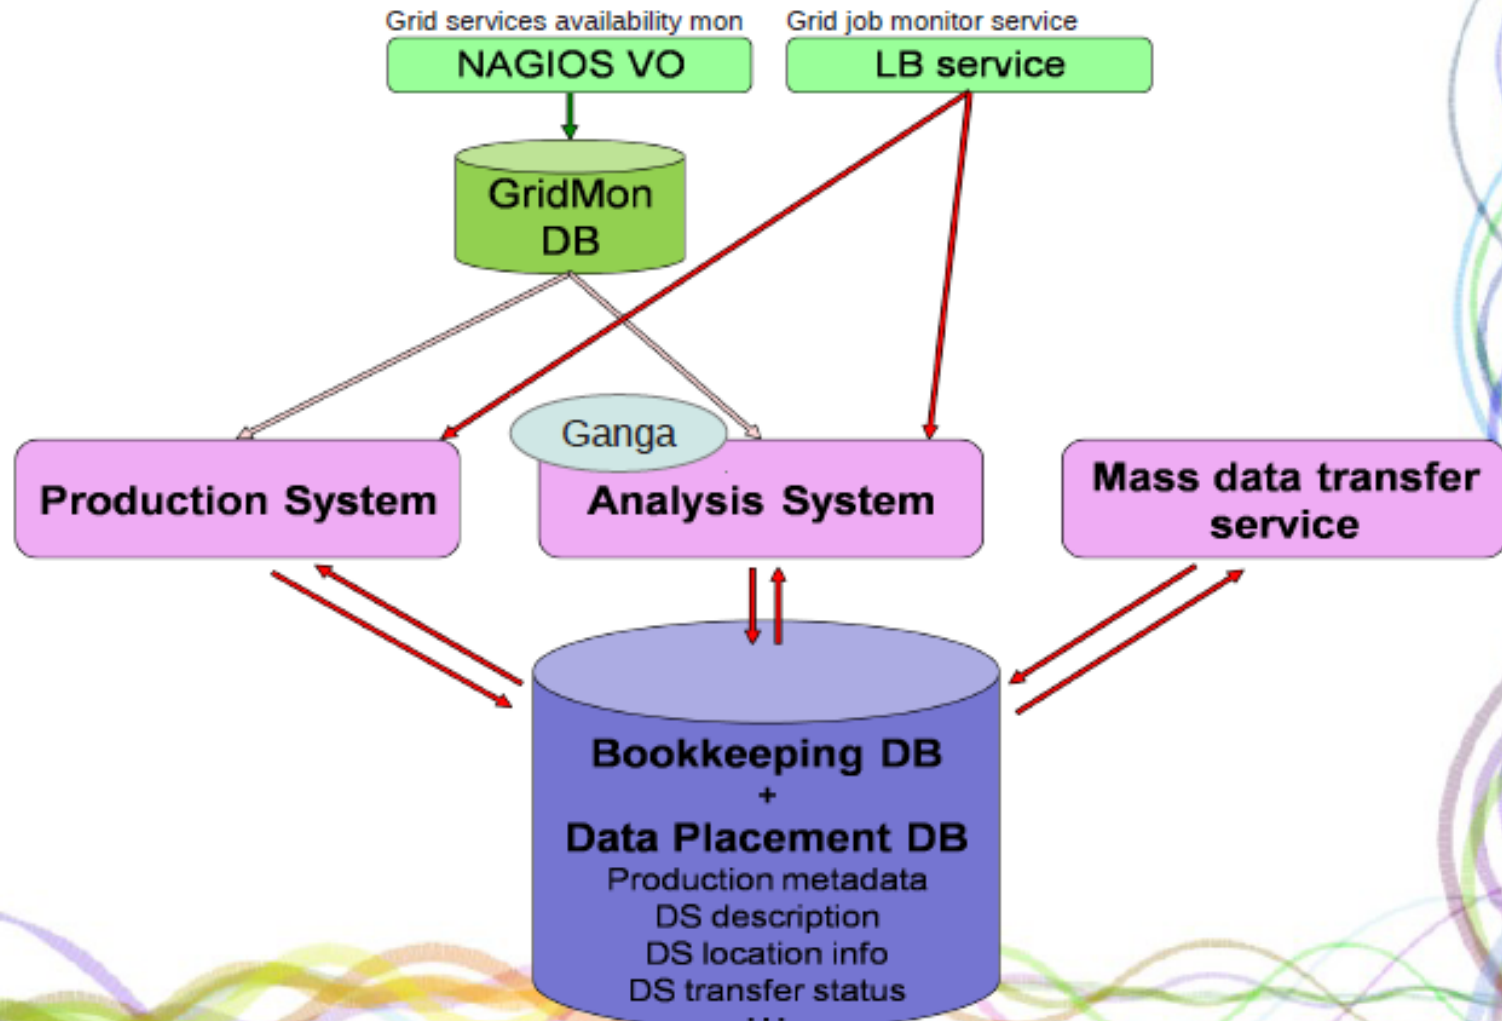 Grid services availability mon
Grid job monitor service
NAGIOS VO
LB service
GridMon
DB
Ganga
Production System
Analysis System
Mass data transfer
service
Bookkeeping DB
+
Data Placement DB
Production metadata
DS description
DS location info
DS transfer status
...